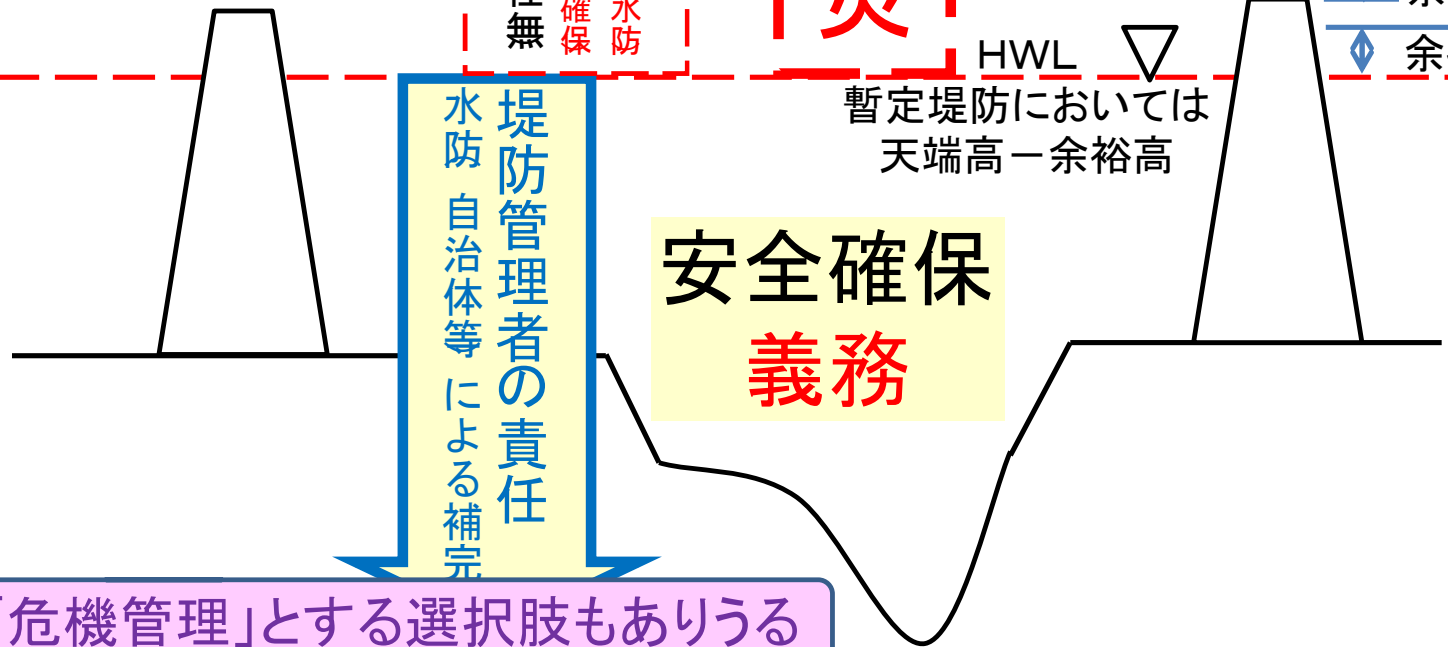 無
確保
水防
災
HWL
余
暫定堤防においては
天端高－余裕高
堤防管理者の責任
水防 自治体等 による補完
安全確保
義務
「危機管理」とする選択肢もありうる